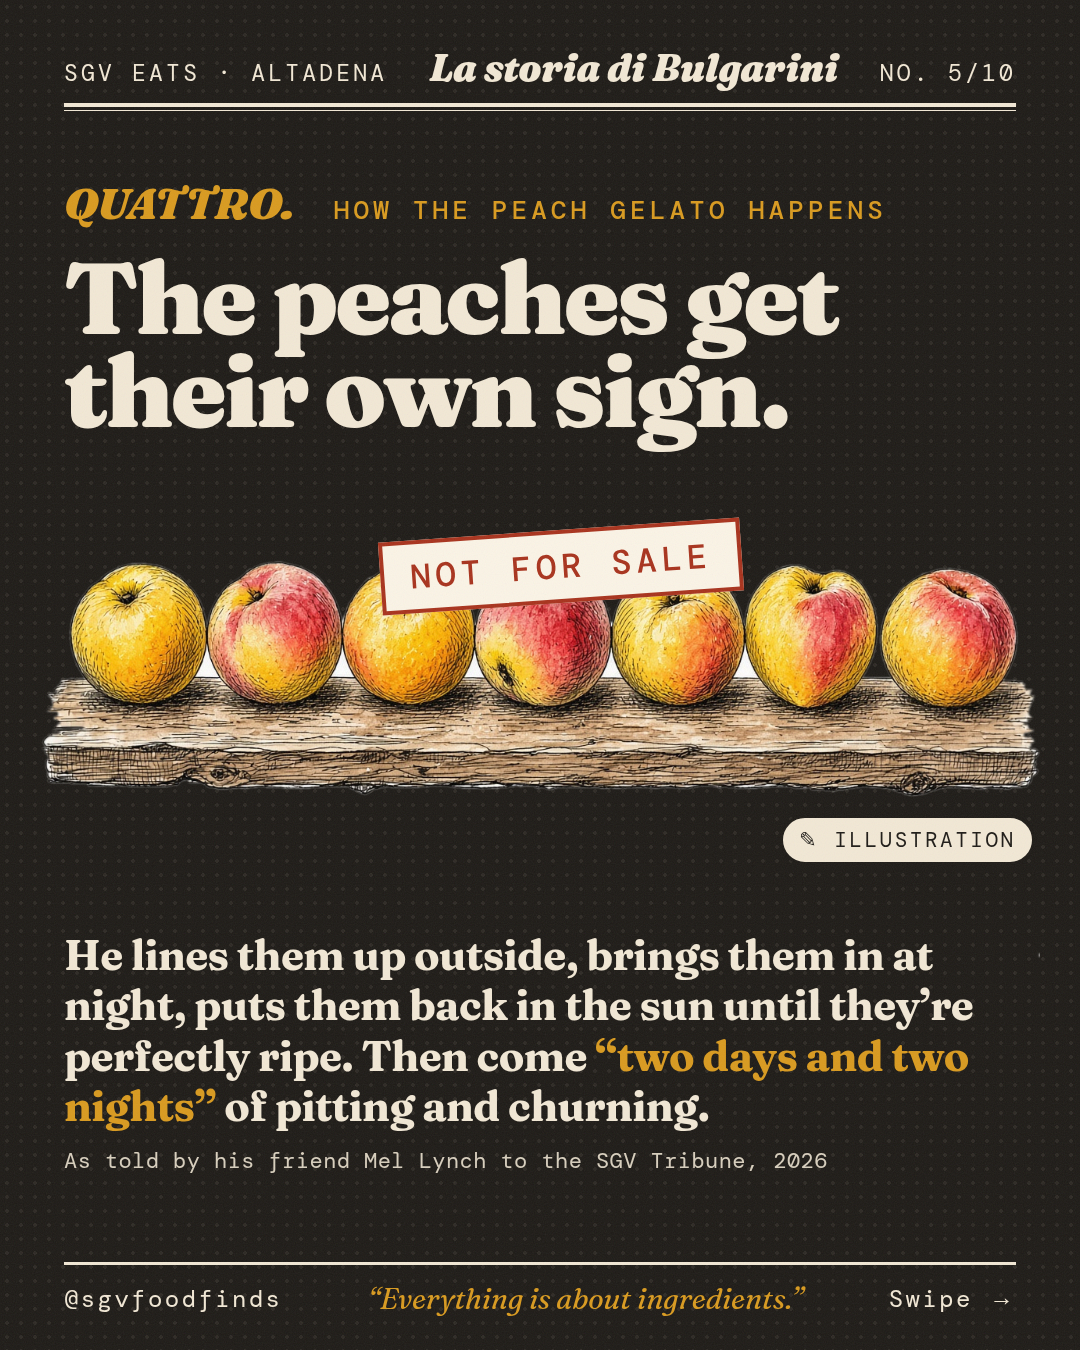 SGV EATS · ALTADENA La storia di Bulgarini NO. 5/10
QUATTRO. HOW THE PEACH GELATO HAPPENS
The peaches get
their own sign.
NOT FOR SALE
✎ ILLUSTRATION
He lines them up outside, brings them in at
night, puts them back in the sun until they’re
perfectly ripe. Then come “two days and two
nights” of pitting and churning.
As told by his friend Mel Lynch to the SGV Tribune, 2026
@sgvfoodfinds “Everything is about ingredients.” Swipe →